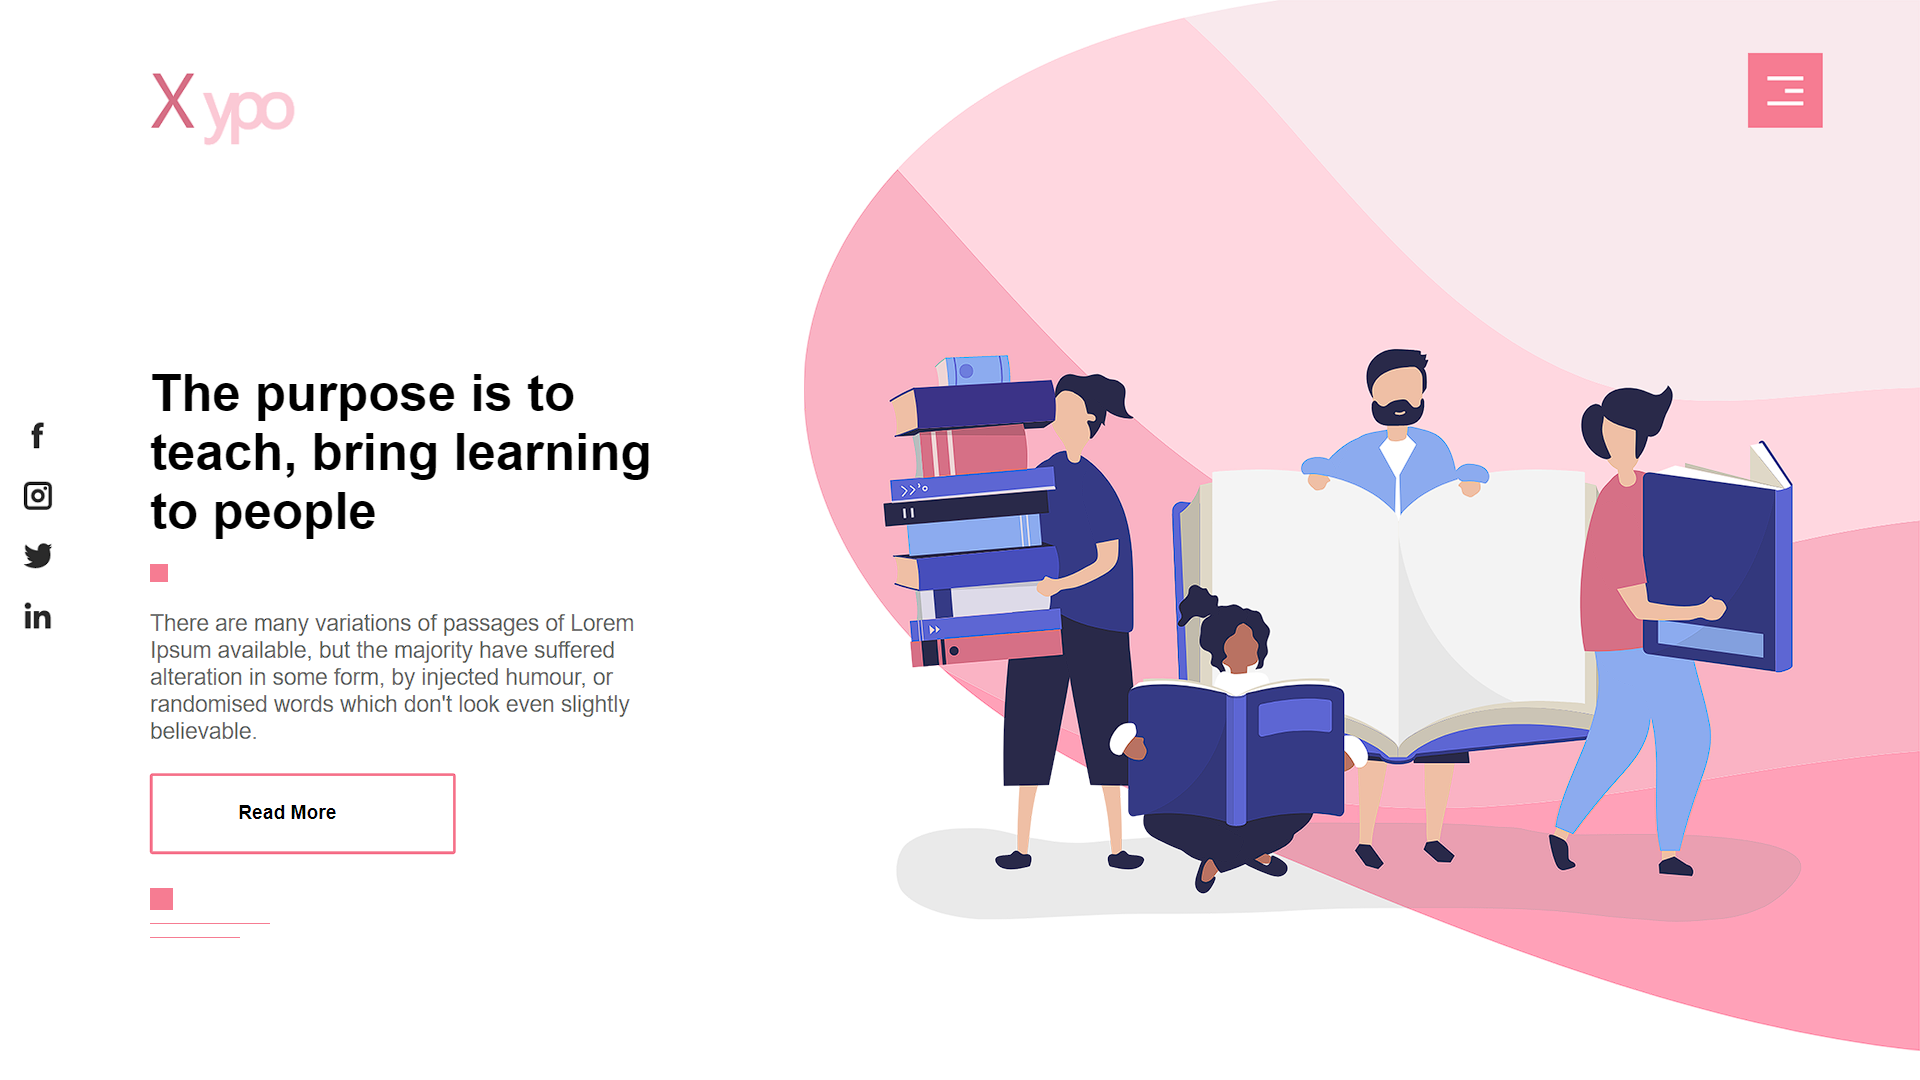 X ypo
The purpose is to
teach, bring learning
to people
There are many variations of passages of Lorem
Ipsum available, but the majority have suffered
alteration in some form, by injected humour, or
randomised words which don't look even slightly
believable.
Read More